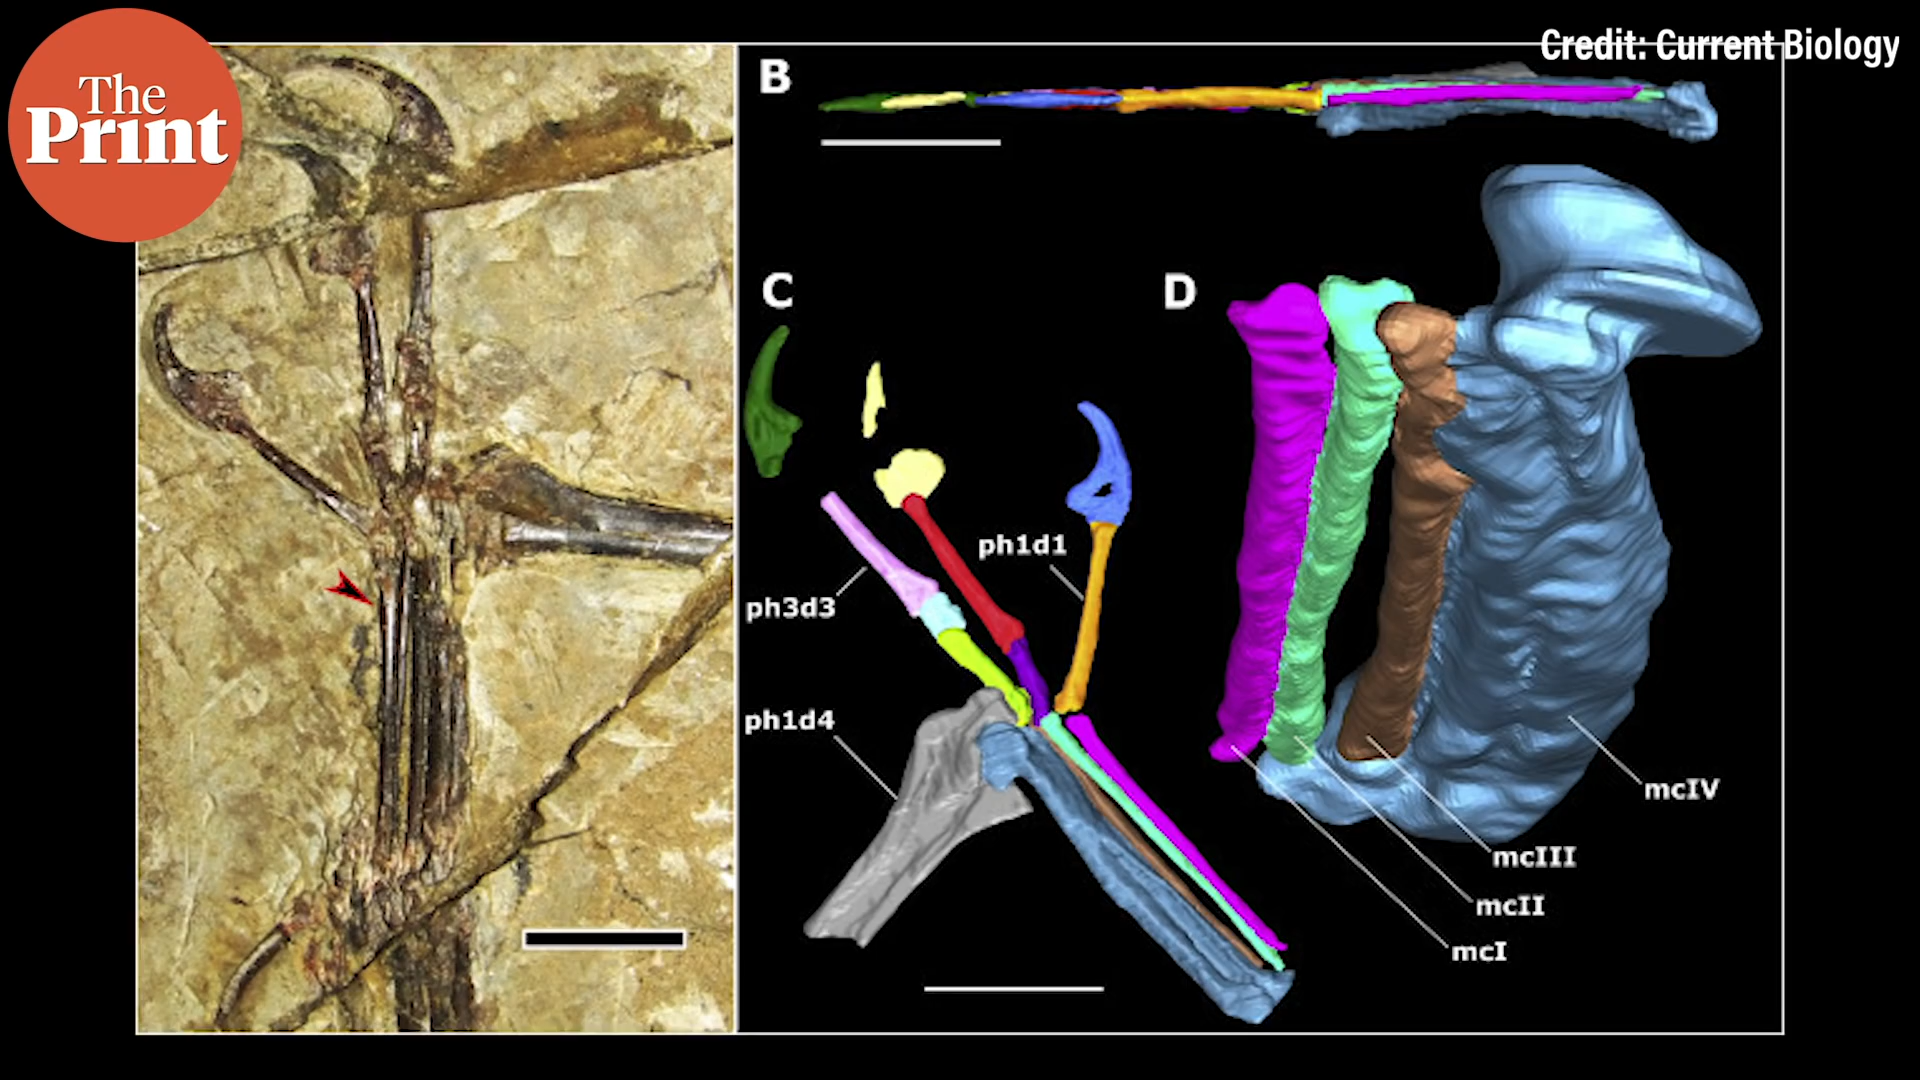 The
Print
Credit: Current Biology
B
C
D
ph1d1
ph3d3
ph1d4
mcIV
mcIII
mcII
mcI